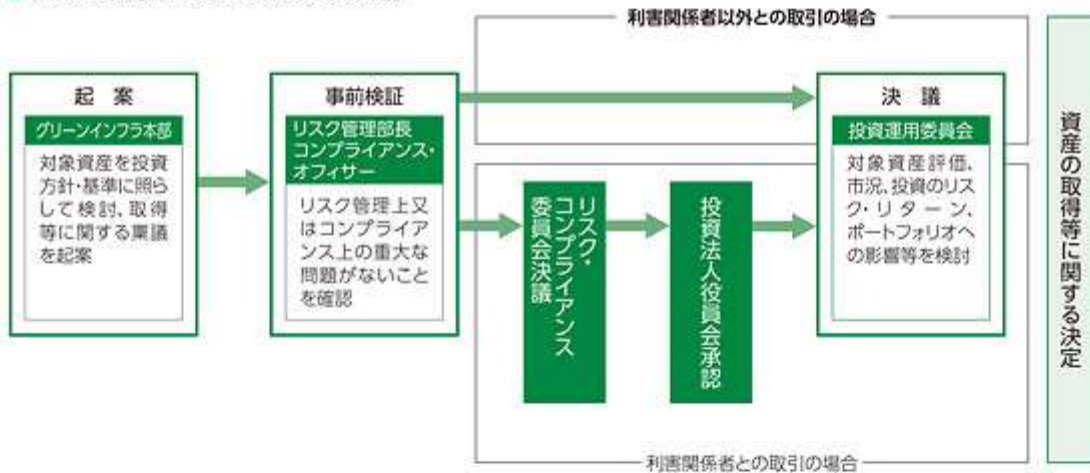 利害関係者以外との取引の場合
起 案
グリーンインフラ本部
対象資産を投資
方針・基準に照ら
して検討、取得
等に関する稟議
を起案
事前検証
リスク管理部長
コンプライアンス・
オフィサー
リスク管理上又
はコンプライア
ンス上の重大な
問題がないこと
を確認
リスク・
コンプライアンス
委員会決議
投資法人役員会承認
決 議
投資運用委員会
対象資産評価、
市況、投資のリス
ク・リターン、
ポートフォリオへ
の影響等を検討
利害関係者との取引の場合
資産の取得等に関する決定